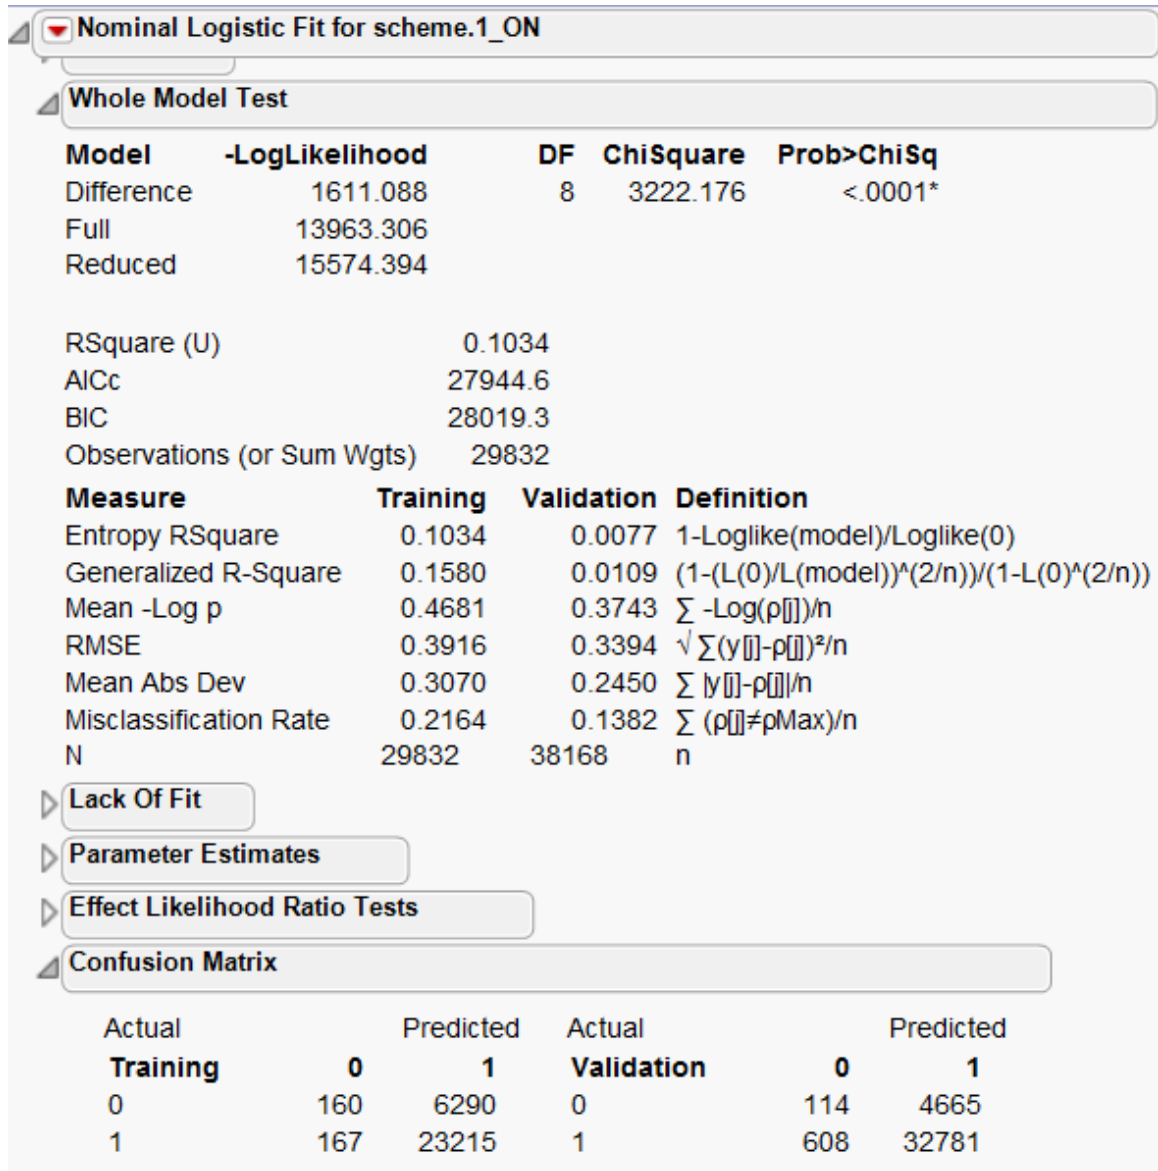 Nominal Logistic Fit for scheme.1_ON
Whole Model Test
Model -LogLikelihood DF ChiSquare Prob>ChiSq
Difference 1611.088 8 3222.176 <.0001*
Full 13963.306
Reduced 15574.394
RSquare (U) 0.1034
AICc 27944.6
BIC 28019.3
Observations (or Sum Wgts) 29832
Measure Training Validation Definition
Entropy RSquare 0.1034 0.0077 1-Loglike(model)/Loglike(0)
Generalized R-Square 0.1580 0.0109 (1-(L(0)/L(model))^(2/n))/(1-L(0)^(2/n))
Mean -Log p 0.4681 0.3743 ∑ -Log(ρ[j])/n
RMSE 0.3916 0.3394 √ ∑(y[j]-ρ[j])²/n
Mean Abs Dev 0.3070 0.2450 ∑ |y[j]-ρ[j]|/n
Misclassification Rate 0.2164 0.1382 ∑ (ρ[j]≠ρMax)/n
N 29832 38168 n
Lack Of Fit
Parameter Estimates
Effect Likelihood Ratio Tests
Confusion Matrix
Actual Predicted Actual Predicted
Training 0 1 Validation 0 1
0 160 6290 0 114 4665
1 167 23215 1 608 32781